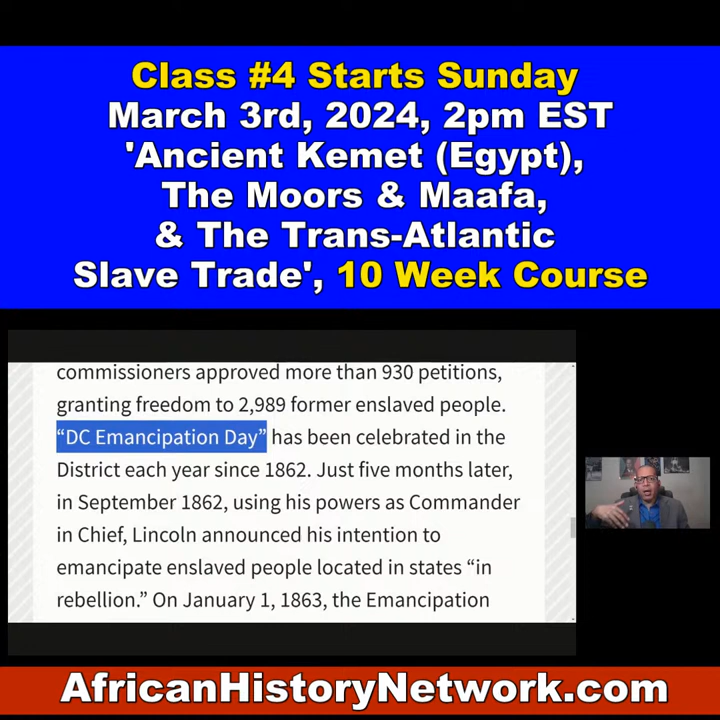 Class #4 Starts Sunday
March 3rd, 2024, 2pm EST
'Ancient Kemet (Egypt),
The Moors & Maafa,
& The Trans-Atlantic
Slave Trade', 10 Week Course
commissioners approved more than 930 petitions,
granting freedom to 2,989 former enslaved people.
“DC Emancipation Day” has been celebrated in the
District each year since 1862. Just five months later,
in September 1862, using his powers as Commander
in Chief, Lincoln announced his intention to
emancipate enslaved people located in states “in
rebellion.” On January 1, 1863, the Emancipation
AfricanHistoryNetwork.com